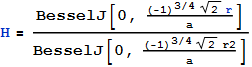 H = BesselJ[0, (-1)^3/4 √2 r / a] / BesselJ[0, (-1)^3/4 √2 r2 / a]